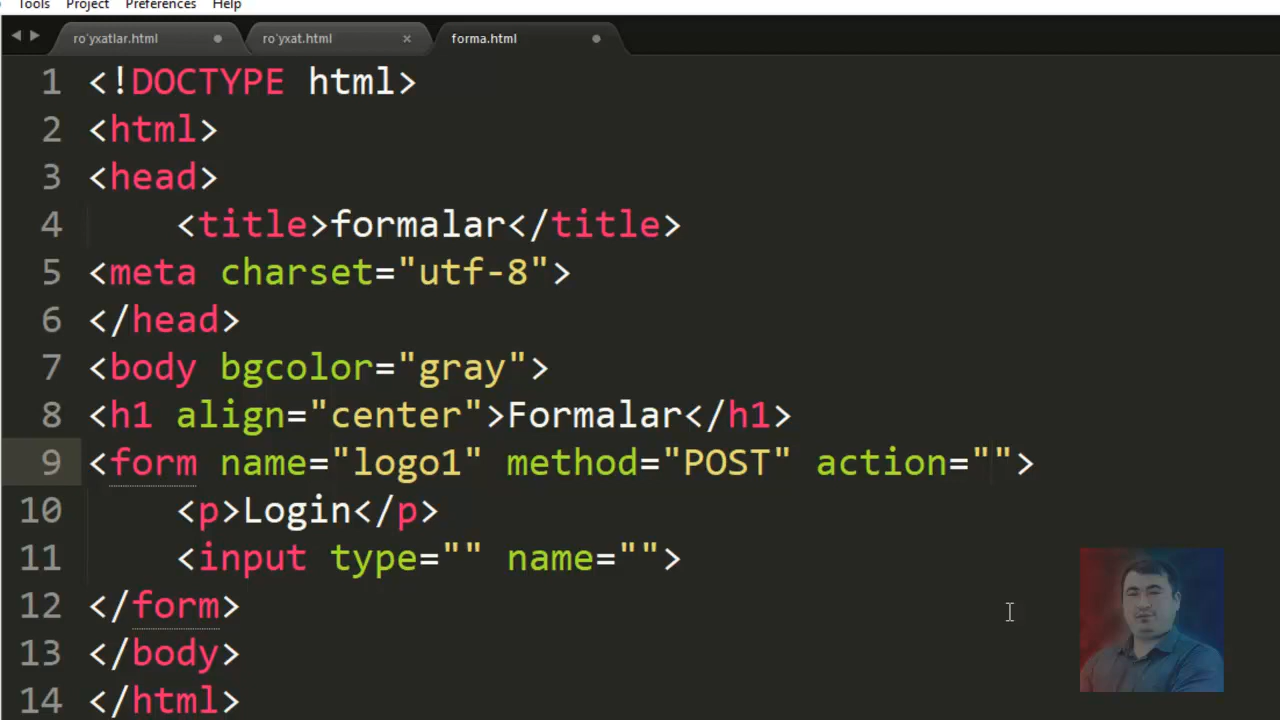 Tools Project Preferences Help
ro'yxatlar.html ro'yxat.html × forma.html
1 <!DOCTYPE html>
2 <html>
3 <head>
4 <title>formalar</title>
5 <meta charset="utf-8">
6 </head>
7 <body bgcolor="gray">
8 <h1 align="center">Formalar</h1>
9 <form name="logo1" method="POST" action="">
10 <p>Login</p>
11 <input type="" name="">
12 </form>
13 </body>
14 </html>